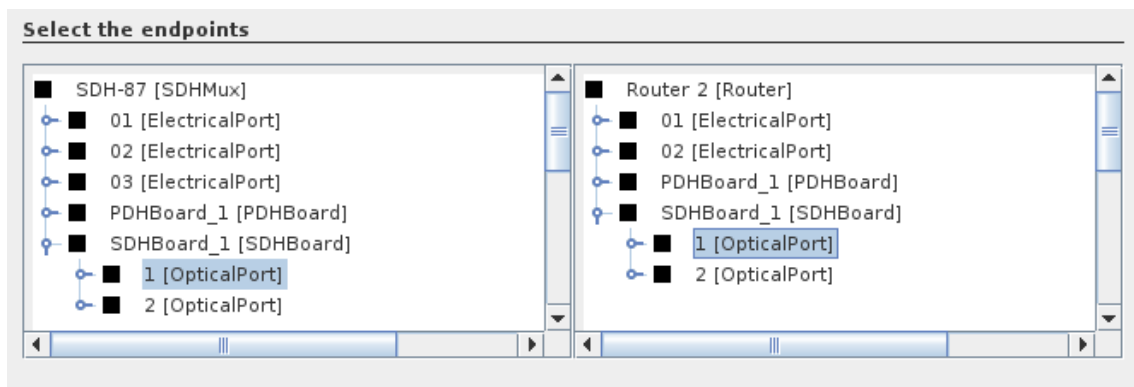 Select the endpoints
SDH-87 [SDHMux]
01 [ElectricalPort]
02 [ElectricalPort]
03 [ElectricalPort]
PDHBoard_1 [PDHBoard]
SDHBoard_1 [SDHBoard]
1 [OpticalPort]
2 [OpticalPort]
Router 2 [Router]
01 [ElectricalPort]
02 [ElectricalPort]
PDHBoard_1 [PDHBoard]
SDHBoard_1 [SDHBoard]
1 [OpticalPort]
2 [OpticalPort]